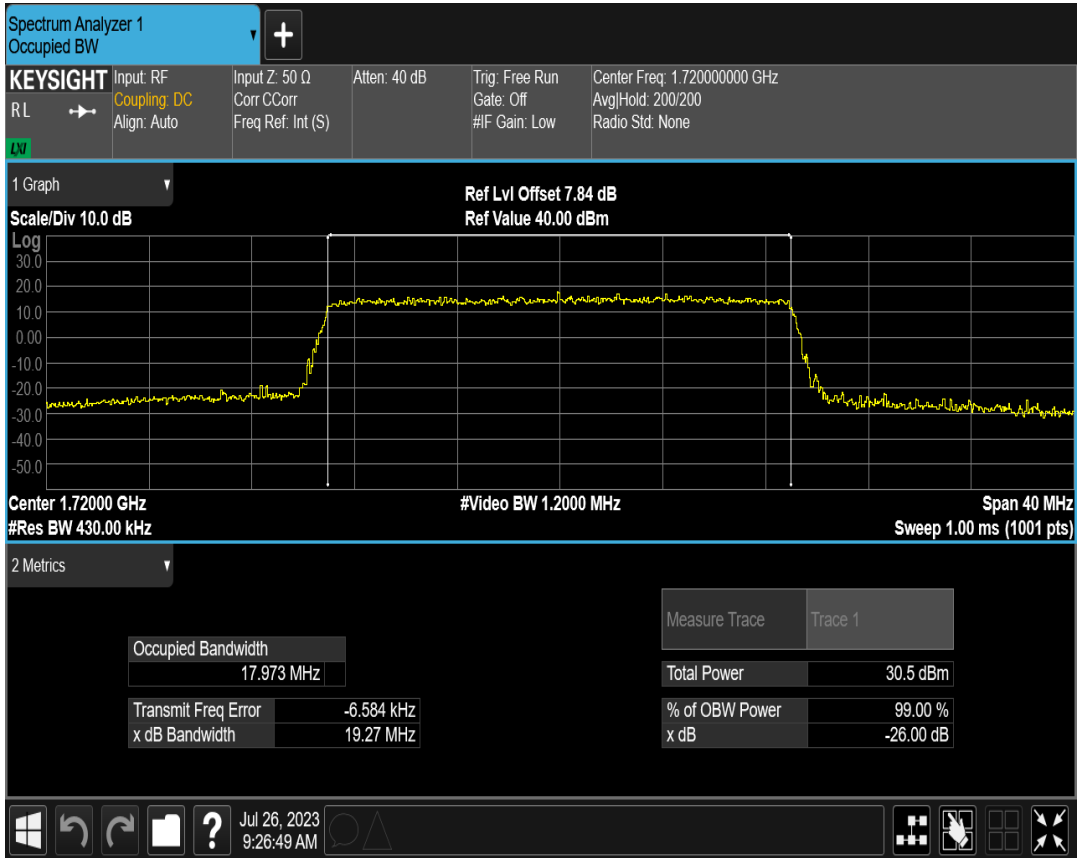 Spectrum Analyzer 1
Occupied BW
KEYSIGHT
RL
LXI
Input: RF
Coupling: DC
Align: Auto
Input Z: 50 Ω
Corr CCorr
Freq Ref: Int (S)
Atten: 40 dB
Trig: Free Run
Gate: Off
#IF Gain: Low
Center Freq: 1.720000000 GHz
Avg|Hold: 200/200
Radio Std: None
1 Graph
Scale/Div 10.0 dB
Ref Lvl Offset 7.84 dB
Ref Value 40.00 dBm
Log
30.0
20.0
10.0
0.00
-10.0
-20.0
-30.0
-40.0
-50.0
Center 1.72000 GHz
#Video BW 1.2000 MHz
Span 40 MHz
#Res BW 430.00 kHz
Sweep 1.00 ms (1001 pts)
2 Metrics
Measure Trace Trace 1
Occupied Bandwidth
17.973 MHz
Total Power 30.5 dBm
Transmit Freq Error -6.584 kHz
% of OBW Power 99.00 %
x dB Bandwidth 19.27 MHz
x dB -26.00 dB
Jul 26, 2023
9:26:49 AM